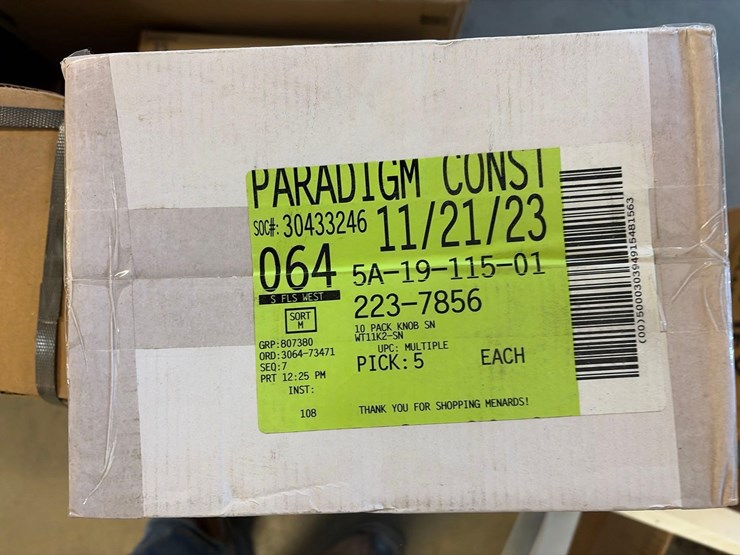 PARADIGM CONST
SOC#: 30433246 11/21/23
064 5A-19-115-01
S FLS WEST
223-7856
SORT
M
10 PACK KNOB SN
WT11K2-SN
UPC: MULTIPLE
GRP:807380
ORD:3064-73471
SEQ:7
PRT 12:25 PM
PICK:5 EACH
INST:
108
THANK YOU FOR SHOPPING MENARDS!
(00)5000030394915481563